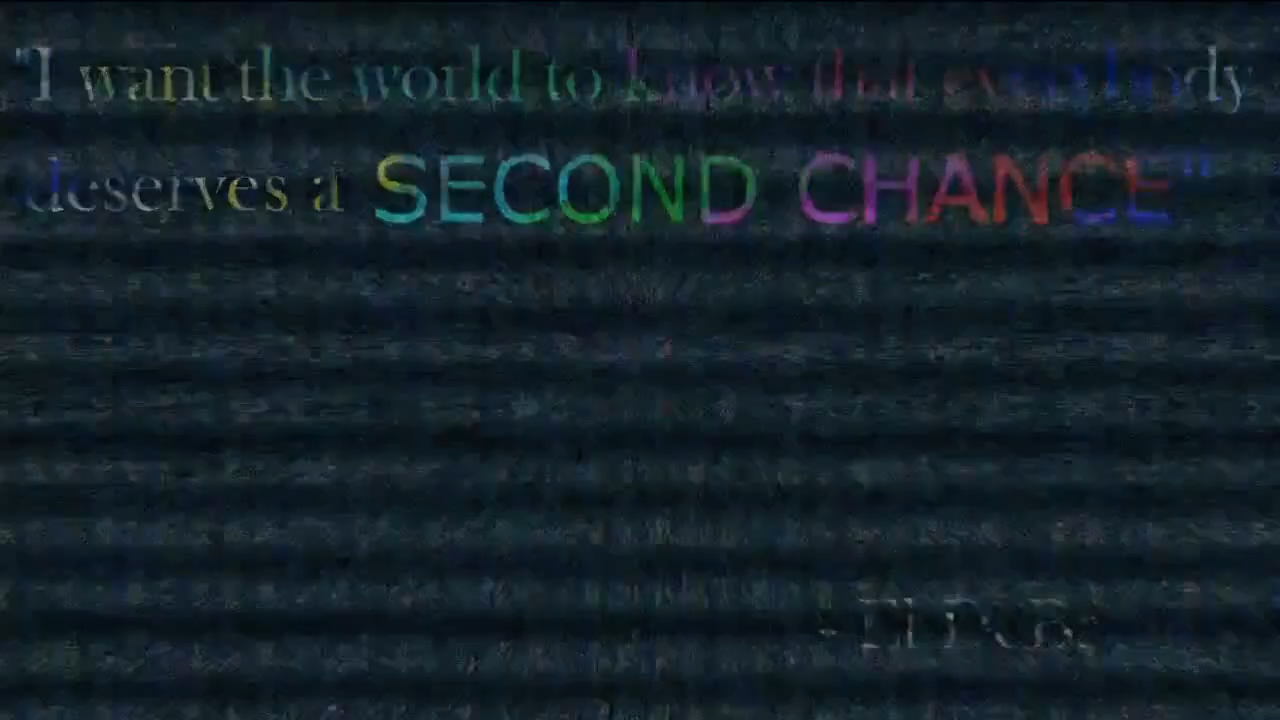 "I want the world to know that everybody
deserves a SECOND CHANCE"